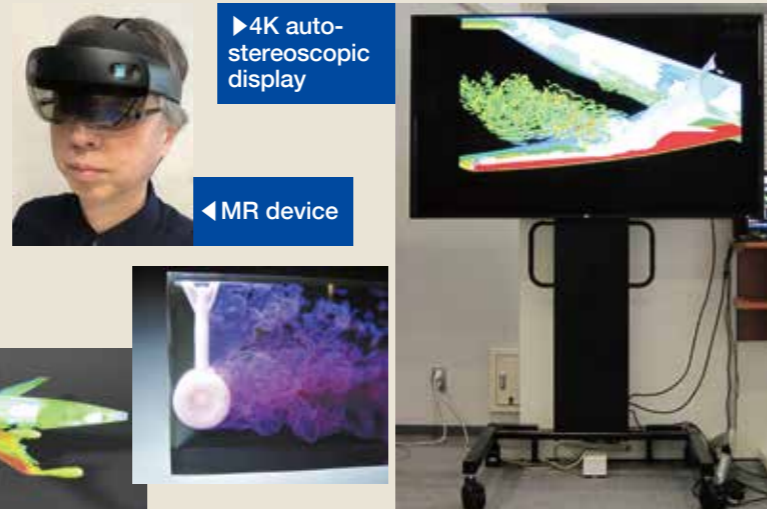 ▶4K auto-
stereoscopic
display
◀MR device